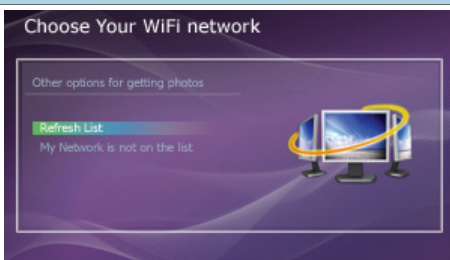 Choose Your WiFi network
Other options for getting photos
Refresh List
My Network is not on the list